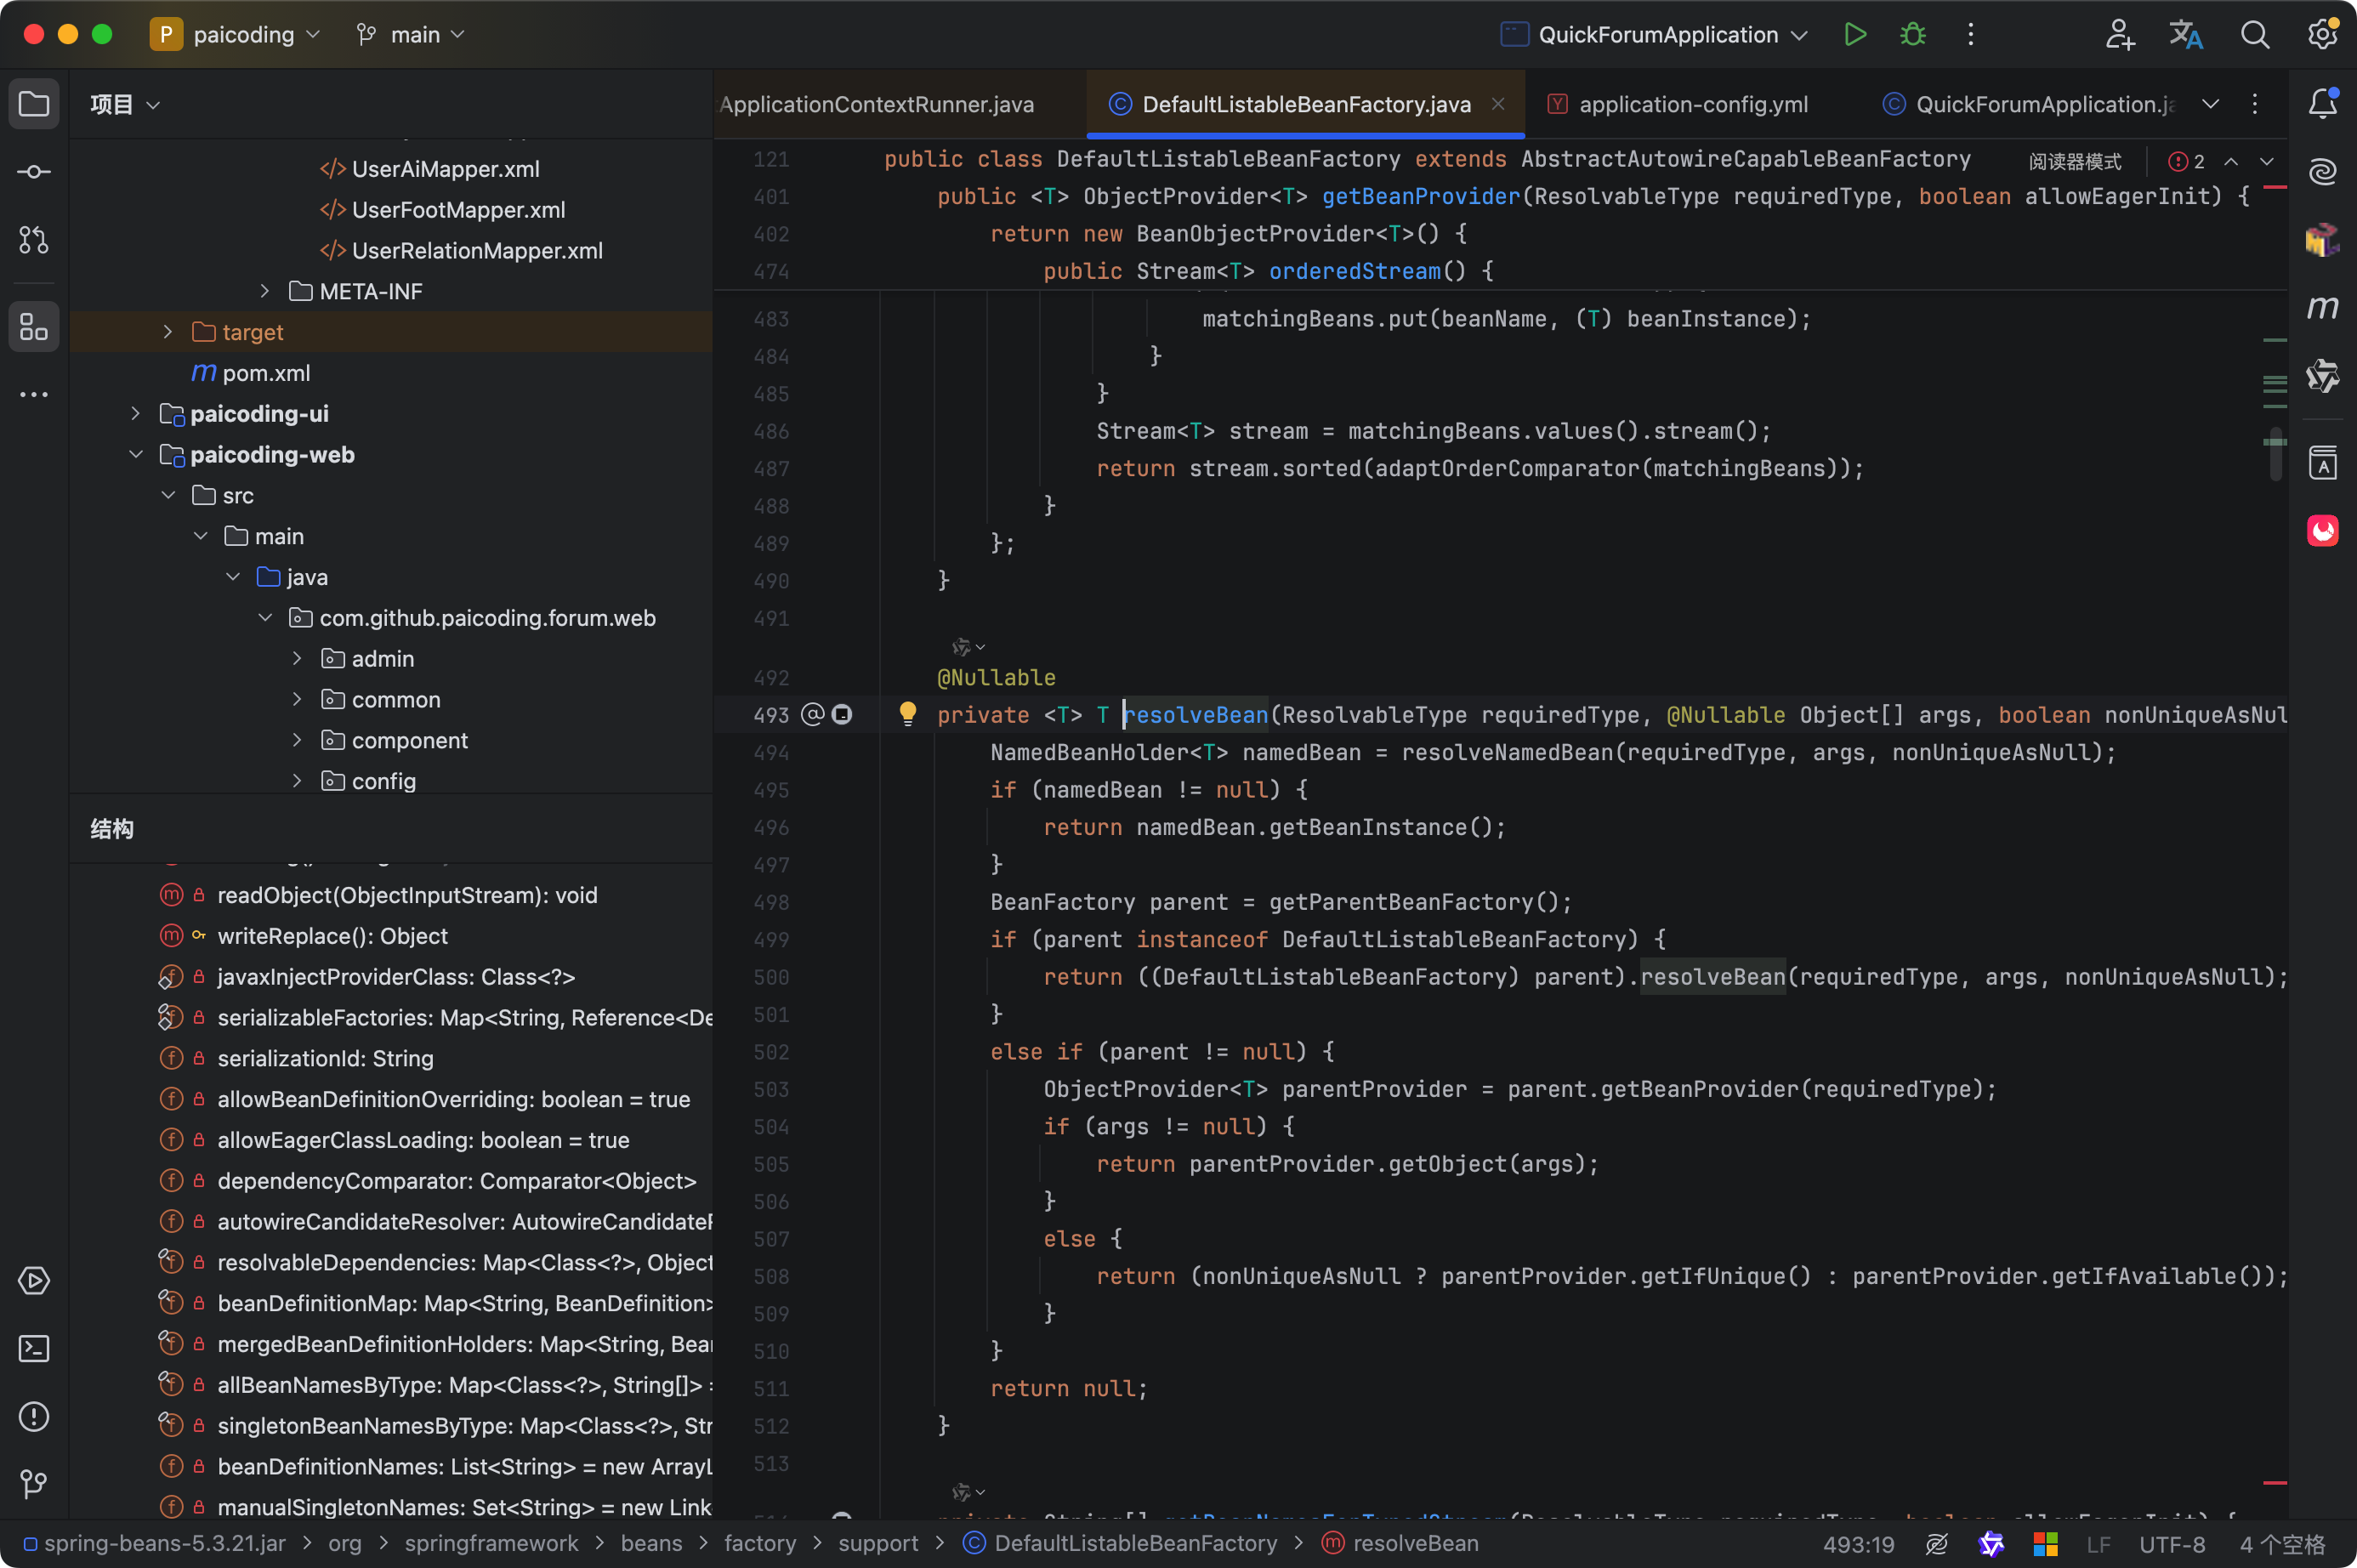 P paicoding main QuickForumApplication
项目
UserAiMapper.xml
UserFootMapper.xml
UserRelationMapper.xml
META-INF
target
pom.xml
paicoding-ui
paicoding-web
src
main
java
com.github.paicoding.forum.web
admin
common
component
config
结构
readObject(ObjectInputStream): void
writeReplace(): Object
javaxInjectProviderClass: Class<?>
serializableFactories: Map<String, Reference<De
serializationId: String
allowBeanDefinitionOverriding: boolean = true
allowEagerClassLoading: boolean = true
dependencyComparator: Comparator<Object>
autowireCandidateResolver: AutowireCandidate
resolvableDependencies: Map<Class<?>, Object
beanDefinitionMap: Map<String, BeanDefinition>
mergedBeanDefinitionHolders: Map<String, Bea
allBeanNamesByType: Map<Class<?>, String[]> =
singletonBeanNamesByType: Map<Class<?>, Str
beanDefinitionNames: List<String> = new ArrayL
manualSingletonNames: Set<String> = new Link
ApplicationContextRunner.java DefaultListableBeanFactory.java application-config.yml QuickForumApplication.ja
121 public class DefaultListableBeanFactory extends AbstractAutowireCapableBeanFactory 阅读器模式 2
401 public <T> ObjectProvider<T> getBeanProvider(ResolvableType requiredType, boolean allowEagerInit) {
402 return new BeanObjectProvider<T>() {
474 public Stream<T> orderedStream() {
483 matchingBeans.put(beanName, (T) beanInstance);
484 }
485 }
486 Stream<T> stream = matchingBeans.values().stream();
487 return stream.sorted(adaptOrderComparator(matchingBeans));
488 }
489 };
490 }
491
492 @Nullable
493 private <T> T resolveBean(ResolvableType requiredType, @Nullable Object[] args, boolean nonUniqueAsNul
494 NamedBeanHolder<T> namedBean = resolveNamedBean(requiredType, args, nonUniqueAsNull);
495 if (namedBean != null) {
496 return namedBean.getBeanInstance();
497 }
498 BeanFactory parent = getParentBeanFactory();
499 if (parent instanceof DefaultListableBeanFactory) {
500 return ((DefaultListableBeanFactory) parent).resolveBean(requiredType, args, nonUniqueAsNull);
501 }
502 else if (parent != null) {
503 ObjectProvider<T> parentProvider = parent.getBeanProvider(requiredType);
504 if (args != null) {
505 return parentProvider.getObject(args);
506 }
507 else {
508 return (nonUniqueAsNull ? parentProvider.getIfUnique() : parentProvider.getIfAvailable());
509 }
510 }
511 return null;
512 }
513
spring-beans-5.3.21.jar org springframework beans factory support DefaultListableBeanFactory resolveBean 493:19 LF UTF-8 4 个空格